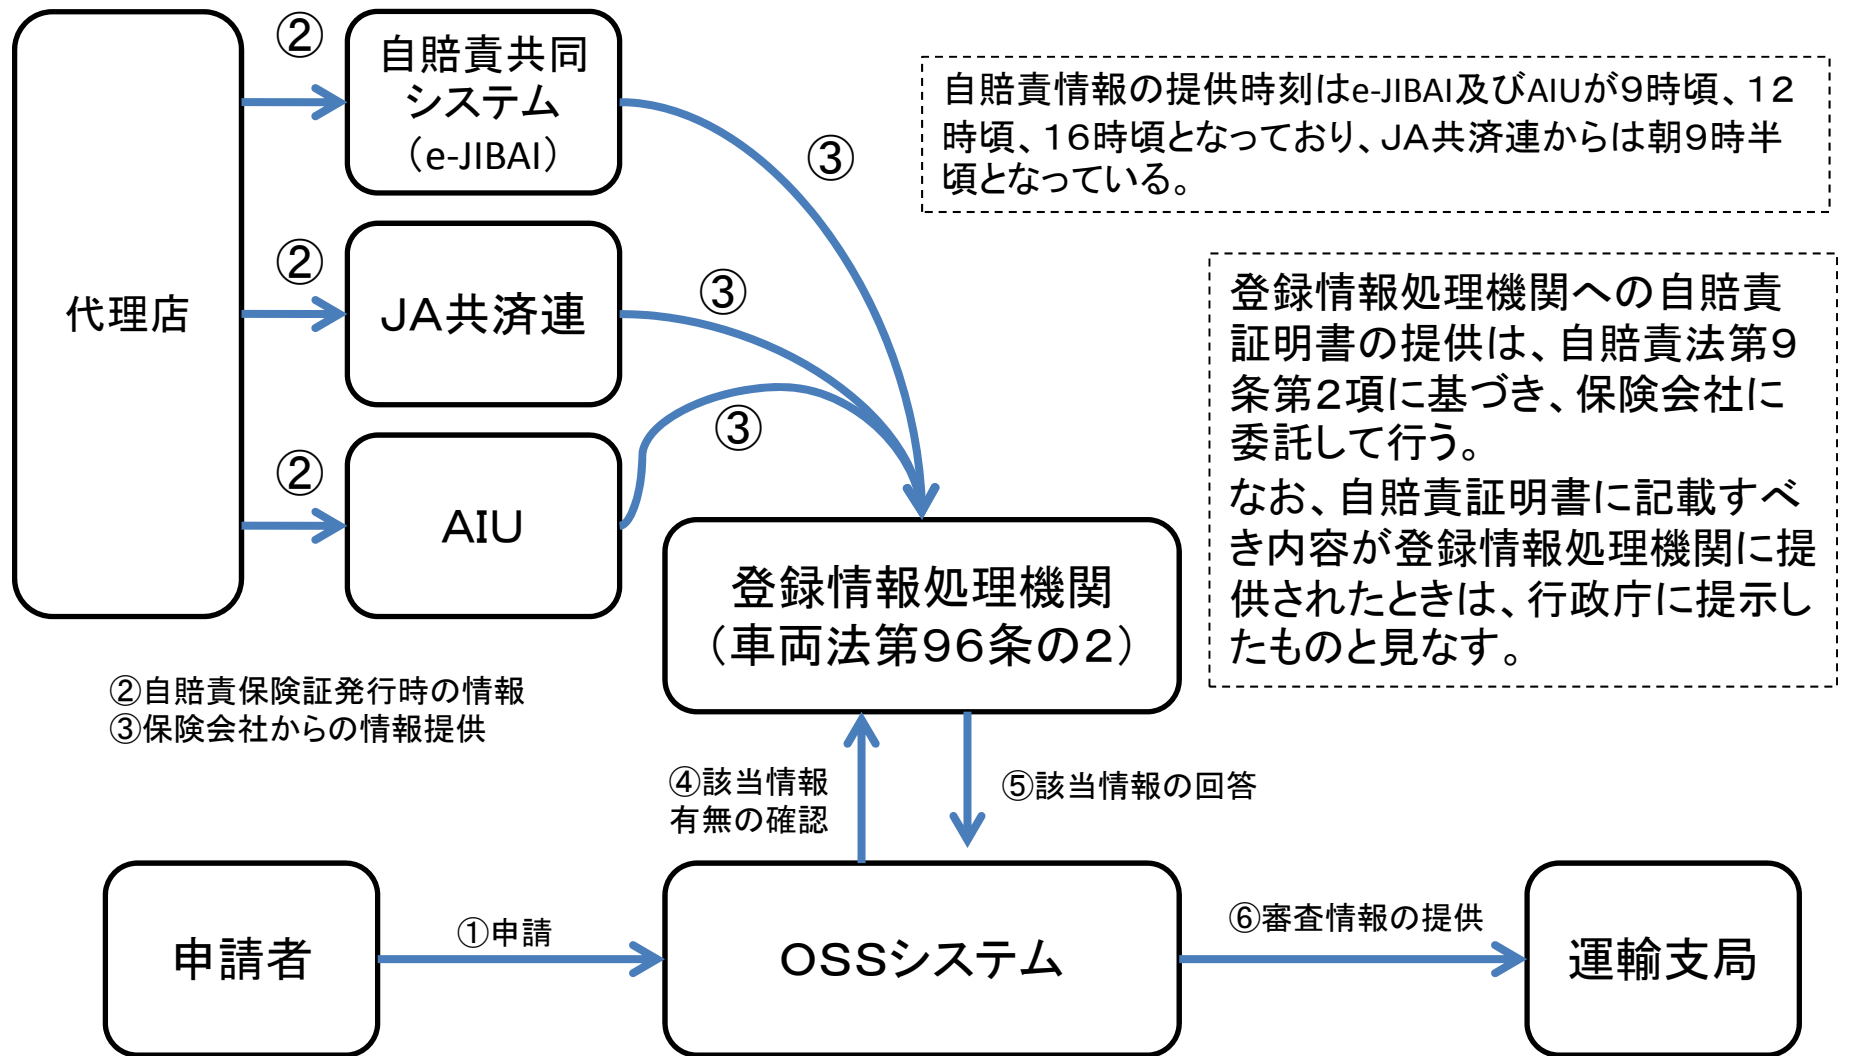 ②
自賠責共同
システム
（e-JIBAI）
自賠責情報の提供時刻はe-JIBAI及びAIUが９時頃、１２
時頃、１６時頃となっており、ＪＡ共済連からは朝９時半
頃となっている。
③
②
代理店
ＪＡ共済連
③
登録情報処理機関への自賠責
証明書の提供は、自賠責法第９
条第２項に基づき、保険会社に
委託して行う。
なお、自賠責証明書に記載すべ
き内容が登録情報処理機関に提
供されたときは、行政庁に提示し
たものと見なす。
③
②
AIU
登録情報処理機関
（車両法第９６条の２）
②自賠責保険証発行時の情報
③保険会社からの情報提供
④該当情報
有無の確認
⑤該当情報の回答
申請者
①申請
ＯＳＳシステム
⑥審査情報の提供
運輸支局